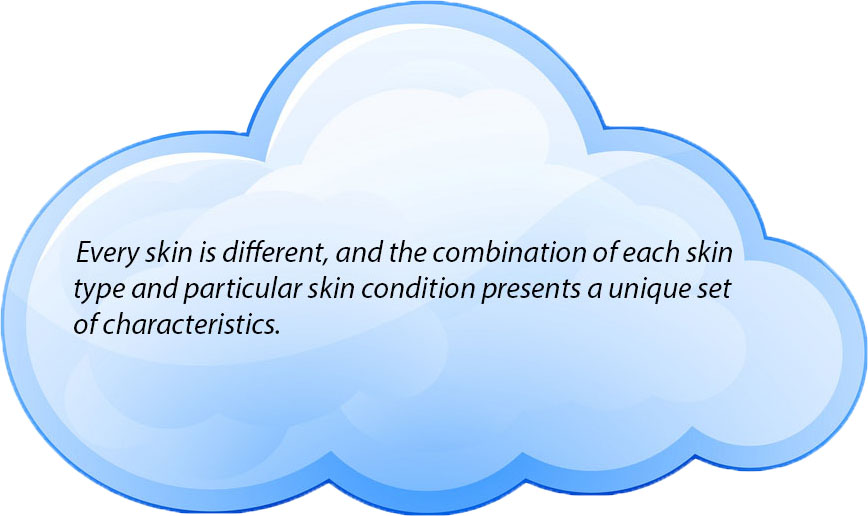 Every skin is different, and the combination of each skin
type and particular skin condition presents a unique set
of characteristics.